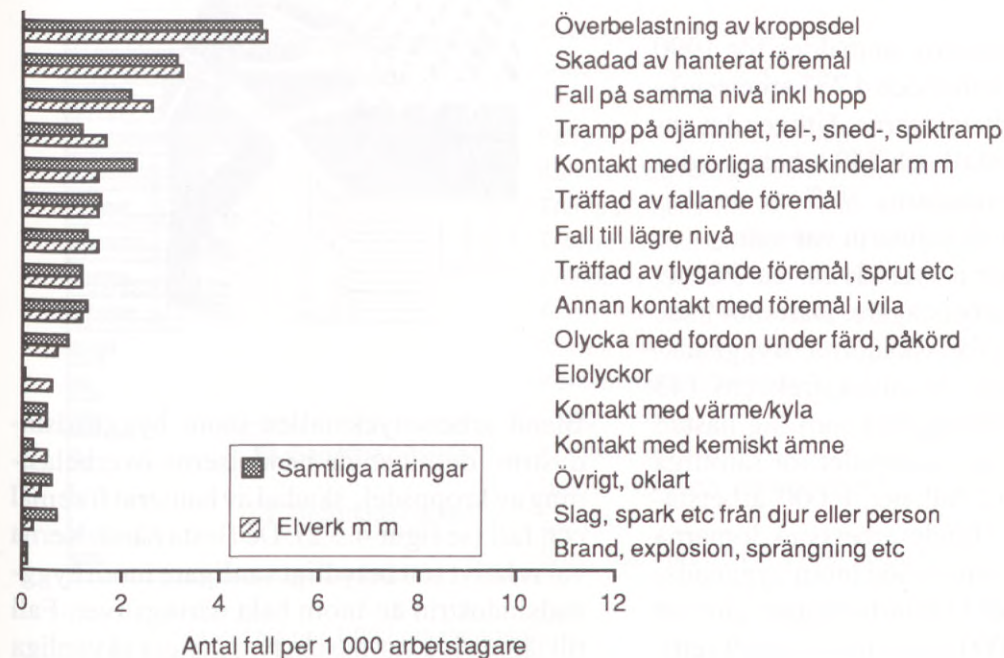 Överbelastning av kroppsdel
Skadad av hanterat föremål
Fall på samma nivå inkl hopp
Tramp på ojämnhet, fel-, sned-, spiktramp
Kontakt med rörliga maskindelar m m
Träffad av fallande föremål
Fall till lägre nivå
Träffad av flygande föremål, sprut etc
Annan kontakt med föremål i vila
Olycka med fordon under färd, påkörd
Elolyckor
Kontakt med värme/kyla
Kontakt med kemiskt ämne
Övrigt, oklart
Slag, spark etc från djur eller person
Brand, explosion, sprängning etc
Samtliga näringar
Elverk m m
0 2 4 6 8 10 12
Antal fall per 1 000 arbetstagare